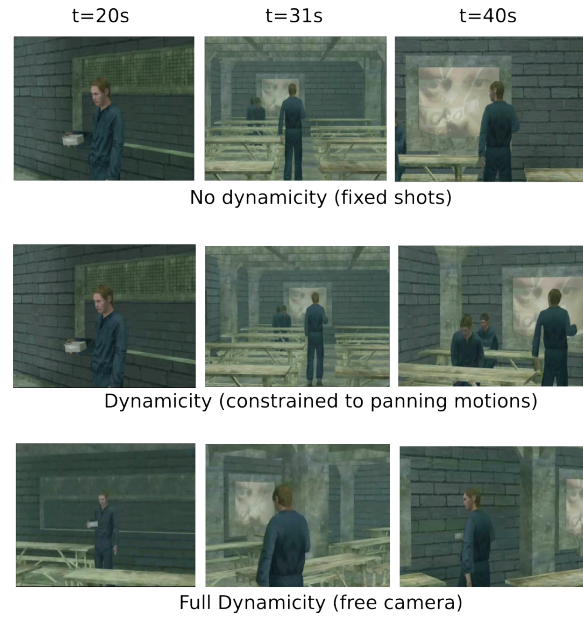 t=20s t=31s t=40s
No dynamicity (fixed shots)
Dynamicity (constrained to panning motions)
Full Dynamicity (free camera)